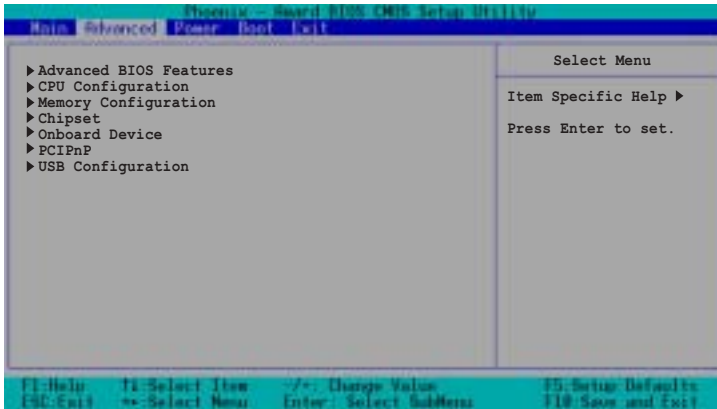 Phoenix - Award BIOS CMOS Setup Utility
Main Advanced Power Boot Exit
Advanced BIOS Features
CPU Configuration
Memory Configuration
Chipset
Onboard Device
PCIPnP
USB Configuration
Select Menu
Item Specific Help
Press Enter to set.
F1:Help ↑↓:Select Item -/+: Change Value F5:Setup Defaults
ESC:Exit ←→:Select Menu Enter: Select SubMenu F10:Save and Exit